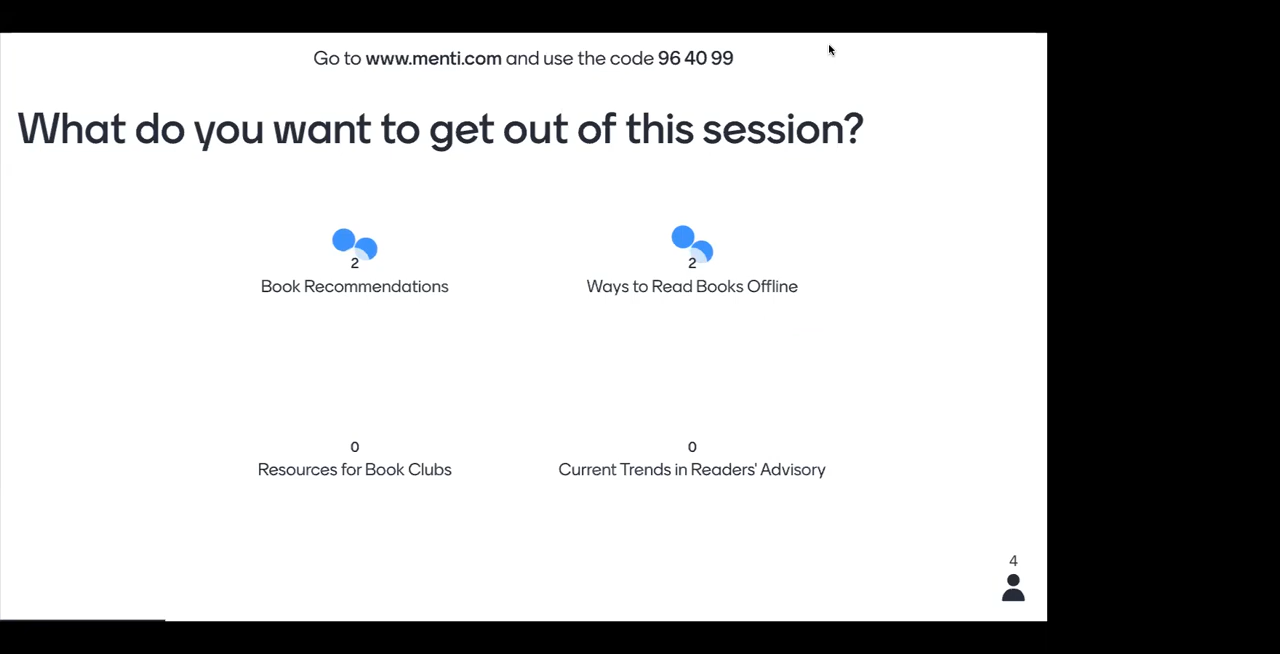 Go to www.menti.com and use the code 96 40 99
What do you want to get out of this session?
2
Book Recommendations
2
Ways to Read Books Offline
0
Resources for Book Clubs
0
Current Trends in Readers' Advisory
4